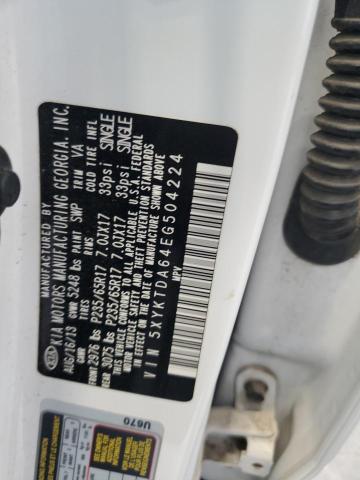 KIA MOTORS MANUFACTURING GEORGIA, INC.
MANUFACTURED BY
AUG/16/13 GVWR 5248 lbs PAINT SWP TRIM VA
GAWR TIRES RIMS COLD TIRE INFL
FRONT 2976 lbs P235/65R17 7.0JX17 33psi SINGLE
REAR 3075 lbs P235/65R17 7.0JX17 33psi SINGLE
THIS VEHICLE CONFORMS TO ALL APPLICABLE U.S.A FEDERAL
MOTOR VEHICLE SAFETY, BUMPER AND THEFT PREVENTION STANDARDS
IN EFFECT ON THE DATE OF MANUFACTURE SHOWN ABOVE.
VIN 5XYKTDA64EG504224
MPV
U670